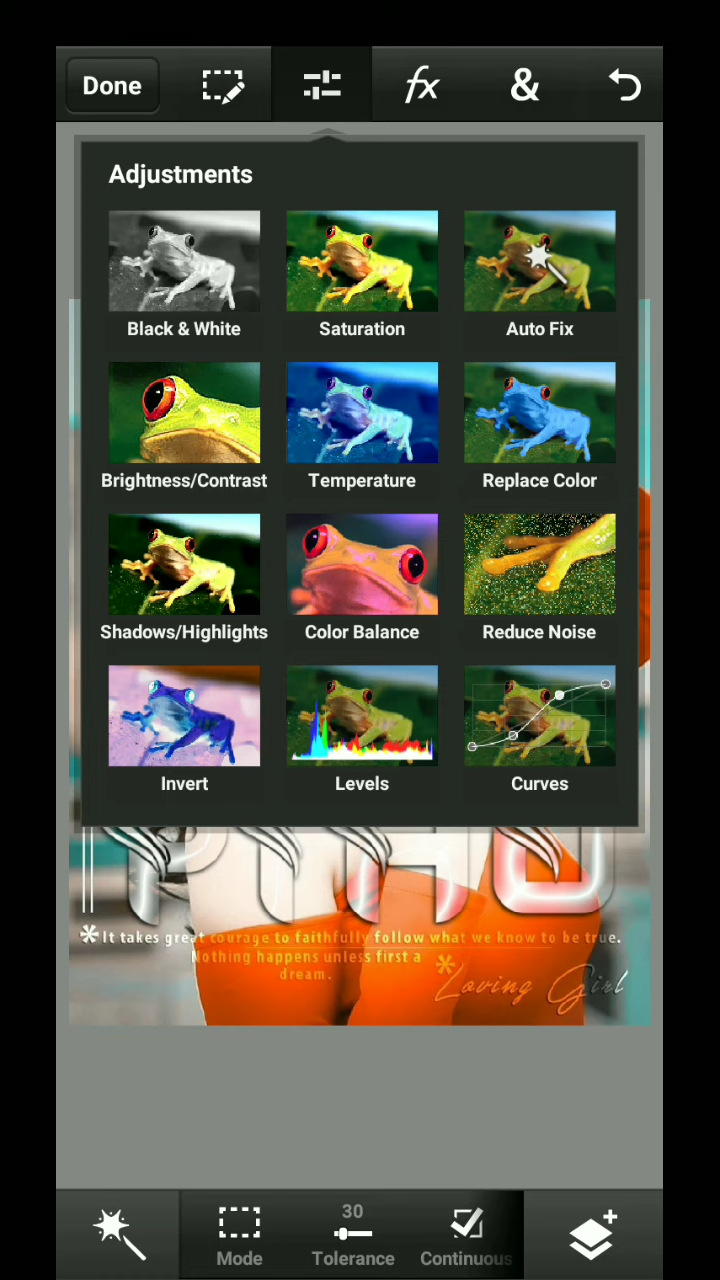 Done
fx
&
Adjustments
Black & White
Saturation
Auto Fix
Brightness/Contrast
Temperature
Replace Color
Shadows/Highlights
Color Balance
Reduce Noise
Invert
Levels
Curves
*It takes great courage to faithfully follow what we know to be true.
Nothing happens unless first a
dream.
*Loving Girl
30
Mode
Tolerance
Continuous